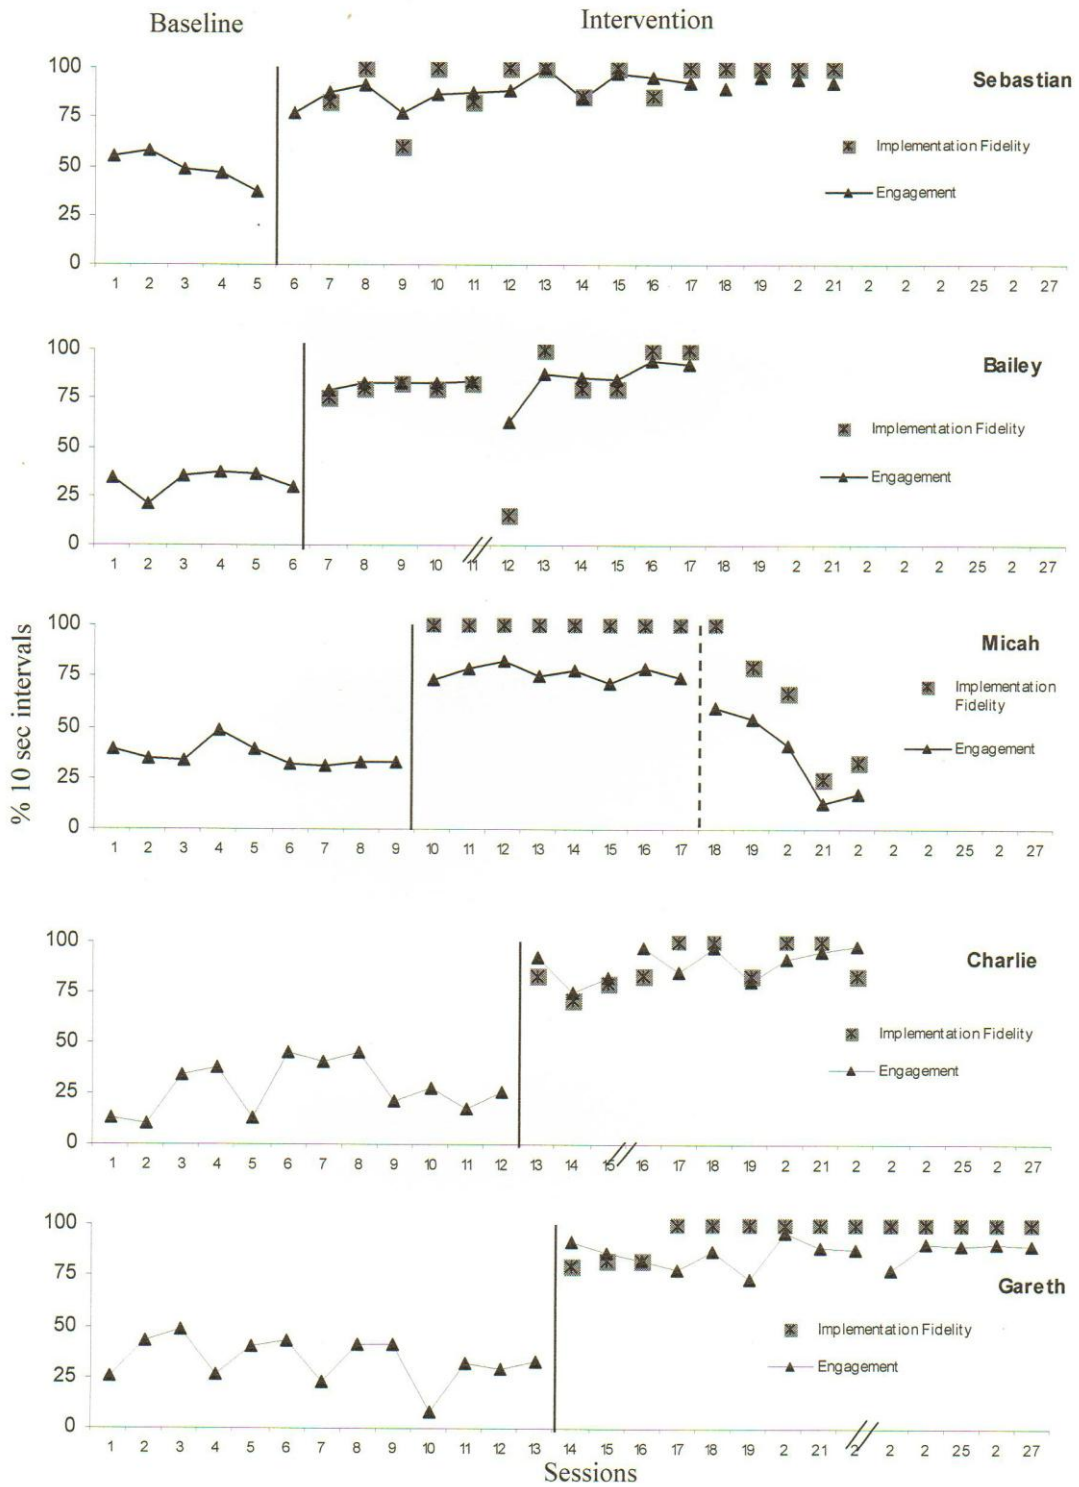 Baseline Intervention
100 Sebastian
75
Implementation Fidelity
50
Engagement
25
0
1 2 3 4 5 6 7 8 9 10 11 12 13 14 15 16 17 18 19 2 21 2 2 2 25 2 27
100 Bailey
75
Implementation Fidelity
50
Engagement
25
0
1 2 3 4 5 6 7 8 9 10 11 12 13 14 15 16 17 18 19 2 21 2 2 2 25 2 27
% 10 sec intervals
100 Micah
75
Implementation
Fidelity
50
Engagement
25
0
1 2 3 4 5 6 7 8 9 10 11 12 13 14 15 16 17 18 19 2 21 2 2 2 25 2 27
100 Charlie
75
Implementation Fidelity
50
Engagement
25
0
1 2 3 4 5 6 7 8 9 10 11 12 13 14 15 16 17 18 19 2 21 2 2 2 25 2 27
100
75 Gareth
Implementation Fidelity
50
Engagement
25
0
1 2 3 4 5 6 7 8 9 10 11 12 13 14 15 16 17 18 19 2 21 2 2 2 25 2 27
Sessions